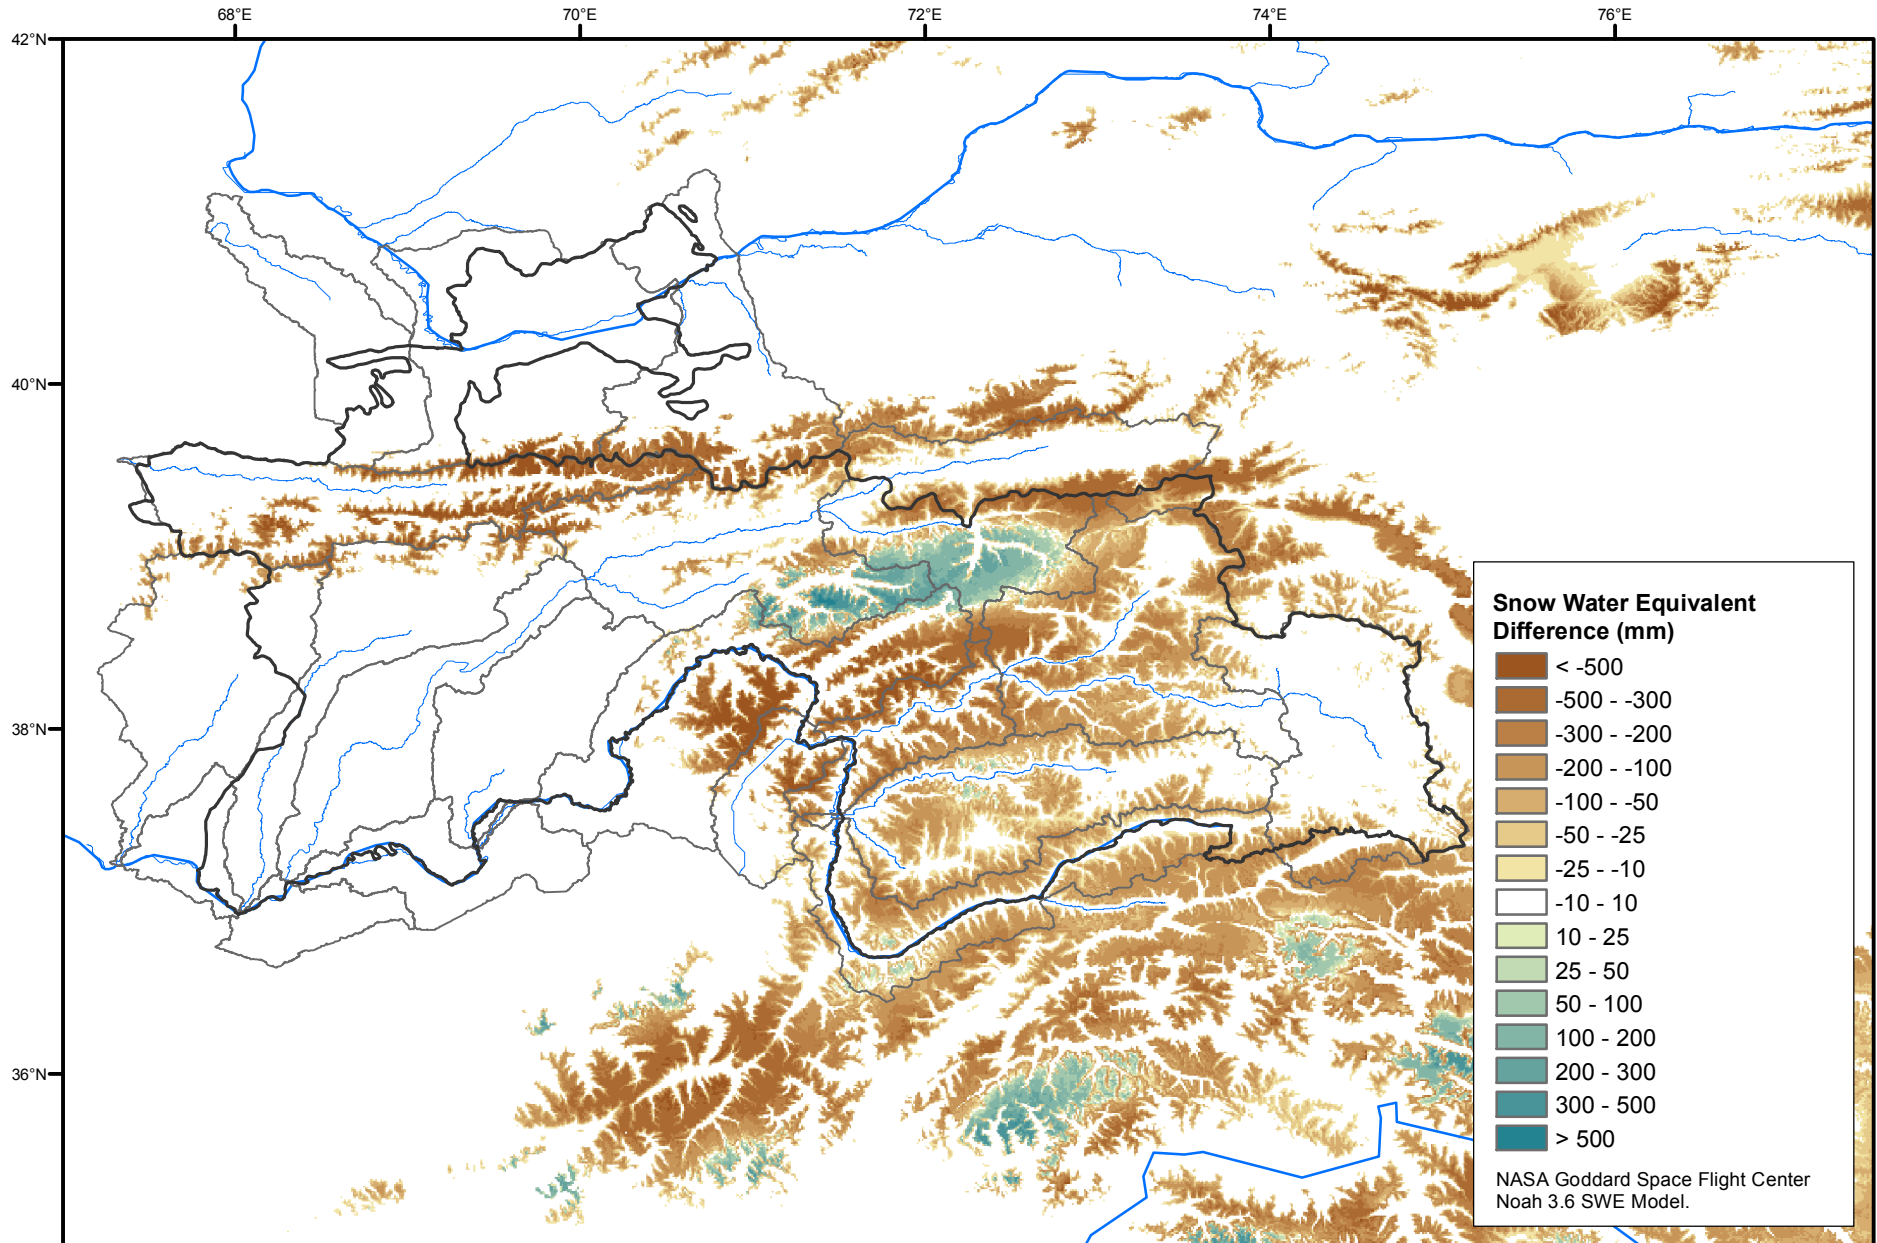 68°E 70°E 72°E 74°E 76°E
42°N
40°N
38°N
36°N
Snow Water Equivalent
Difference (mm)
< -500
-500 - -300
-300 - -200
-200 - -100
-100 - -50
-50 - -25
-25 - -10
-10 - 10
10 - 25
25 - 50
50 - 100
100 - 200
200 - 300
300 - 500
> 500
NASA Goddard Space Flight Center
Noah 3.6 SWE Model.